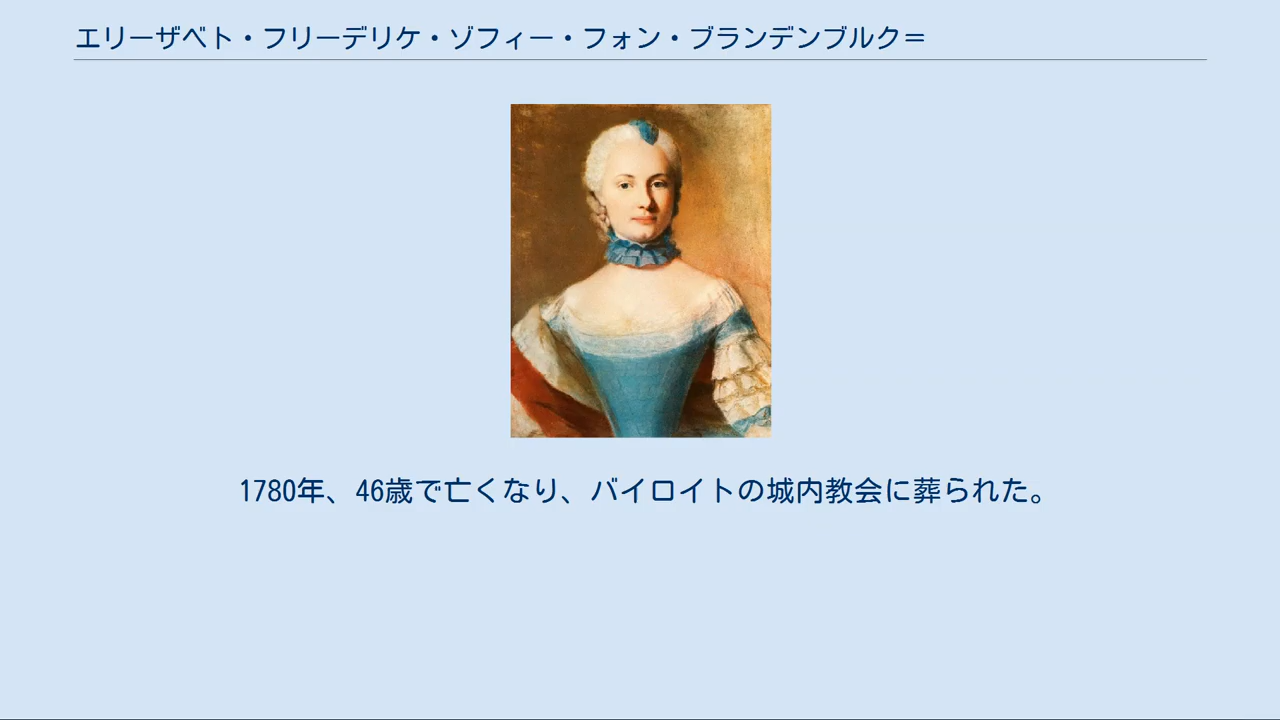 エリーザベト・フリーデリケ・ゾフィー・フォン・ブランデンブルク＝
1780年、46歳で亡くなり、バイロイトの城内教会に葬られた。